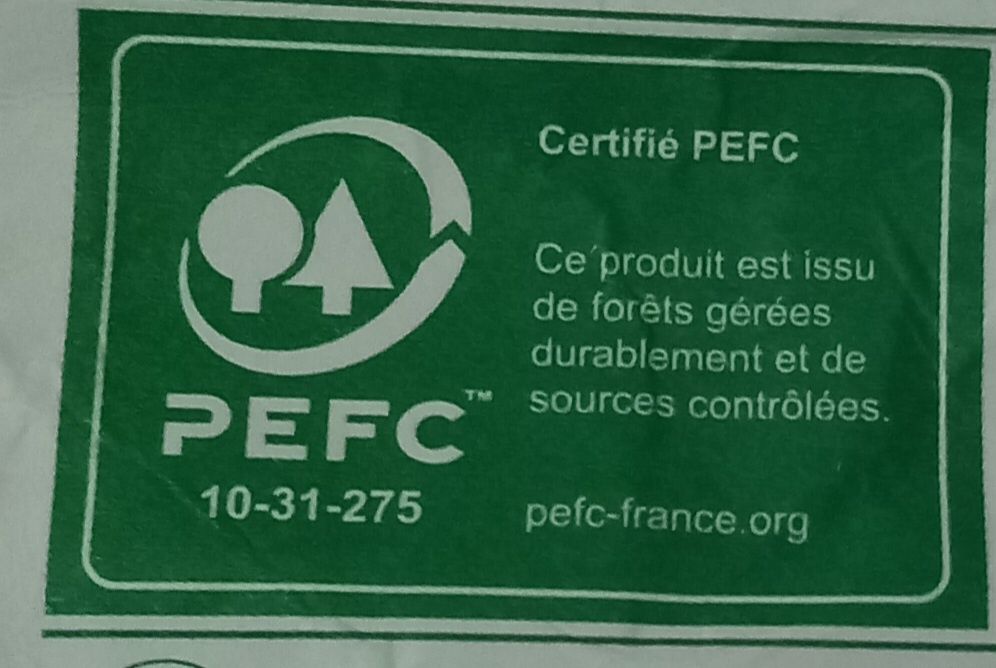 Certifié PEFC
Ce produit est issu
de forêts gérées
durablement et de
sources contrôlées.
pefc-france.org
PEFC™
10-31-275